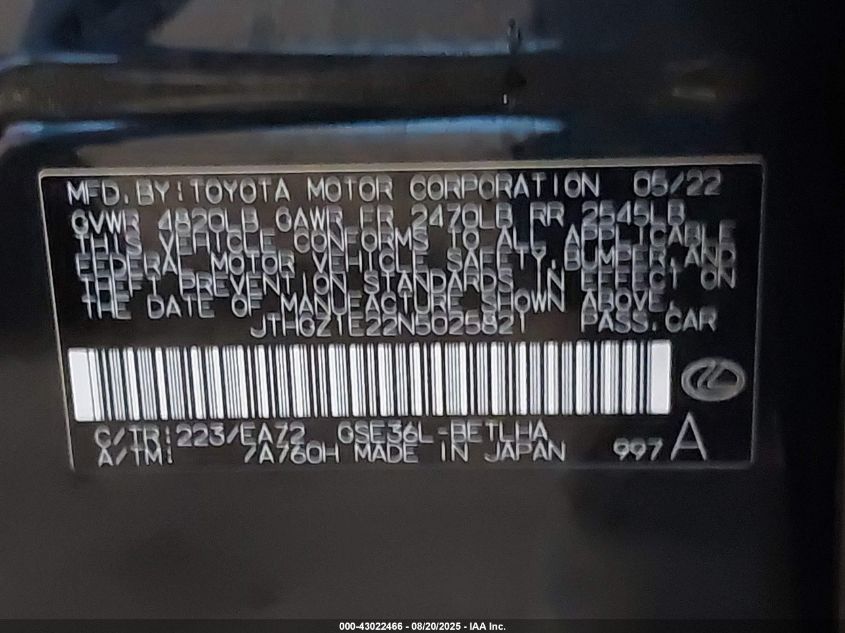 MFD. BY: TOYOTA MOTOR CORPORATION 05/22
GVWR 4820LB GAWR FR 2470LB RR 2545LB
THIS VEHICLE CONFORMS TO ALL APPLICABLE
FEDERAL MOTOR VEHICLE SAFETY, BUMPER, AND
THEFT PREVENTION STANDARDS IN EFFECT ON
THE DATE OF MANUFACTURE SHOWN ABOVE.
JTHGZ1E22N5025821 PASS. CAR
C/TR: 223/EA72 GSE36L-BETLHA
A/TM: 7A760H MADE IN JAPAN 997 A
000-43022466 - 08/20/2025 - IAA Inc.